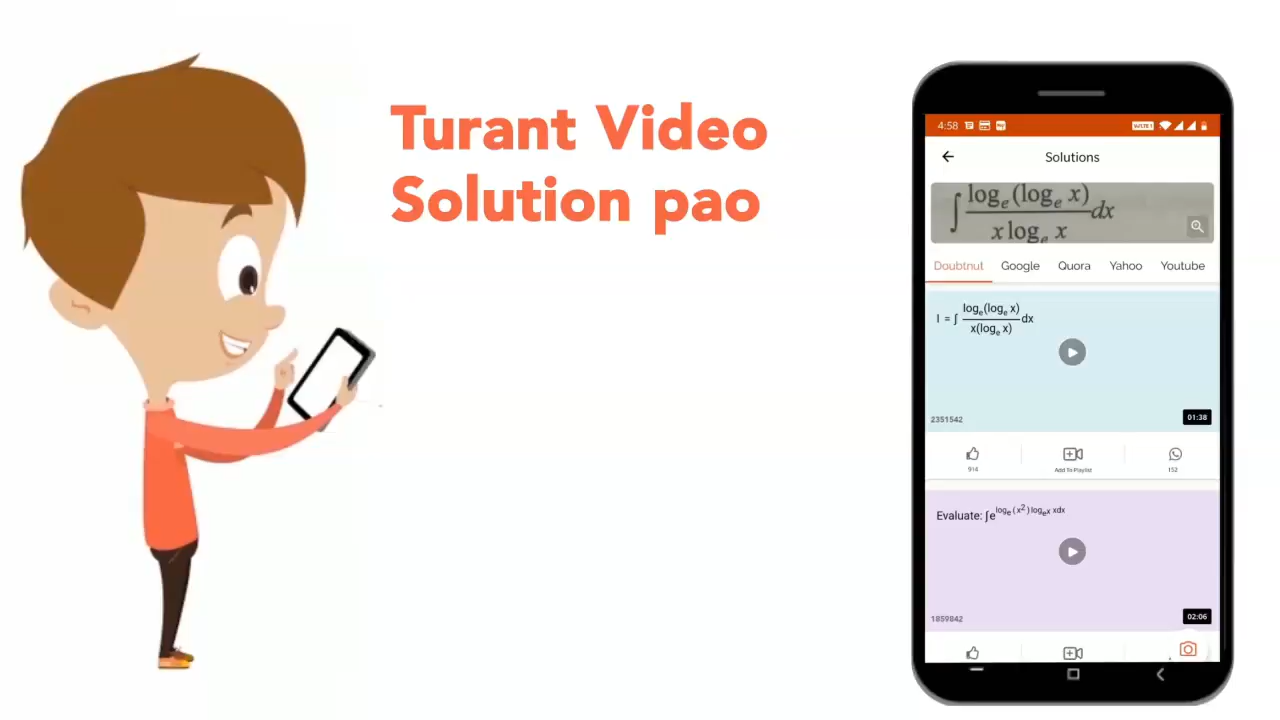 Turant Video
Solution pao
4:58
VoLTE1
Solutions
∫ logₑ(logₑ x) / x logₑ x dx
Doubtnut Google Quora Yahoo Youtube
I = ∫ logₑ(logₑ x) / x(logₑ x) dx
2351542
01:38
914
Add To Playlist
152
Evaluate: ∫e^(logₑ(x²)logₑx xdx
1859842
02:06